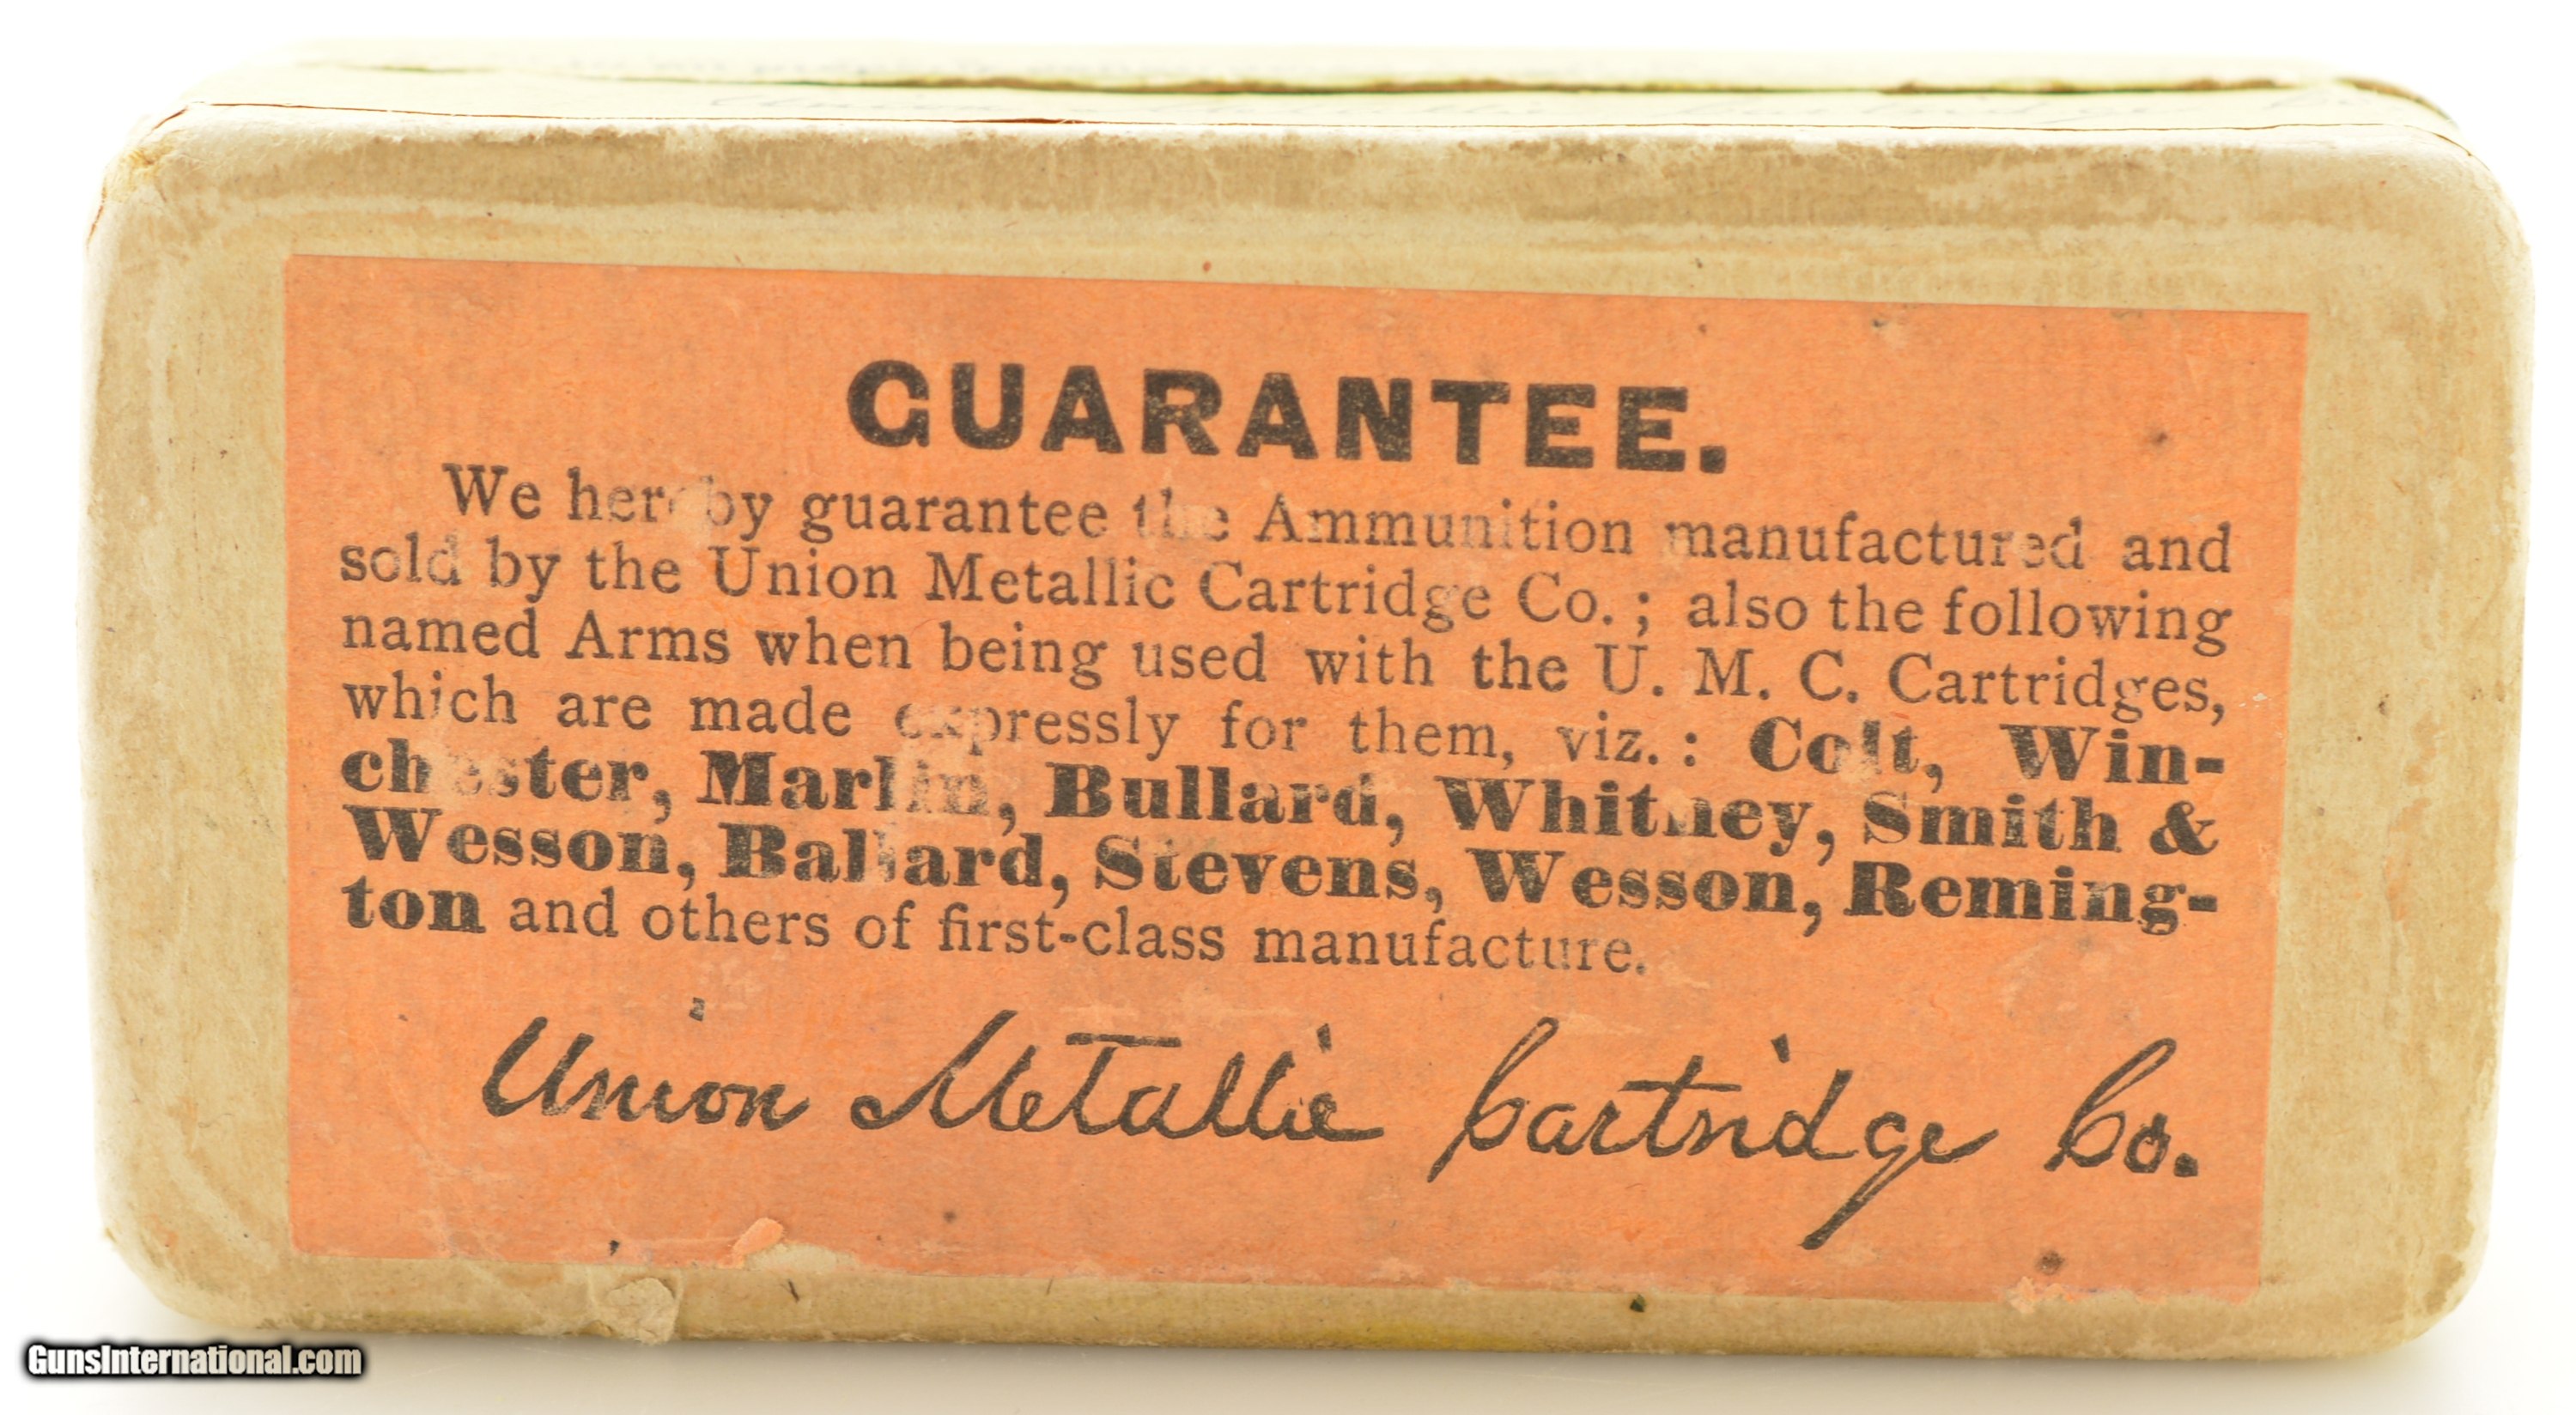 GUARANTEE.
We hereby guarantee the Ammunition manufactured and
sold by the Union Metallic Cartridge Co.; also the following
named Arms when being used with the U. M. C. Cartridges,
which are made expressly for them, viz.: Colt, Win-
chester, Marlin, Bullard, Whitney, Smith &
Wesson, Ballard, Stevens, Wesson, Reming-
ton and others of first-class manufacture.
Union Metallic Cartridge Co.
GunsInternational.com